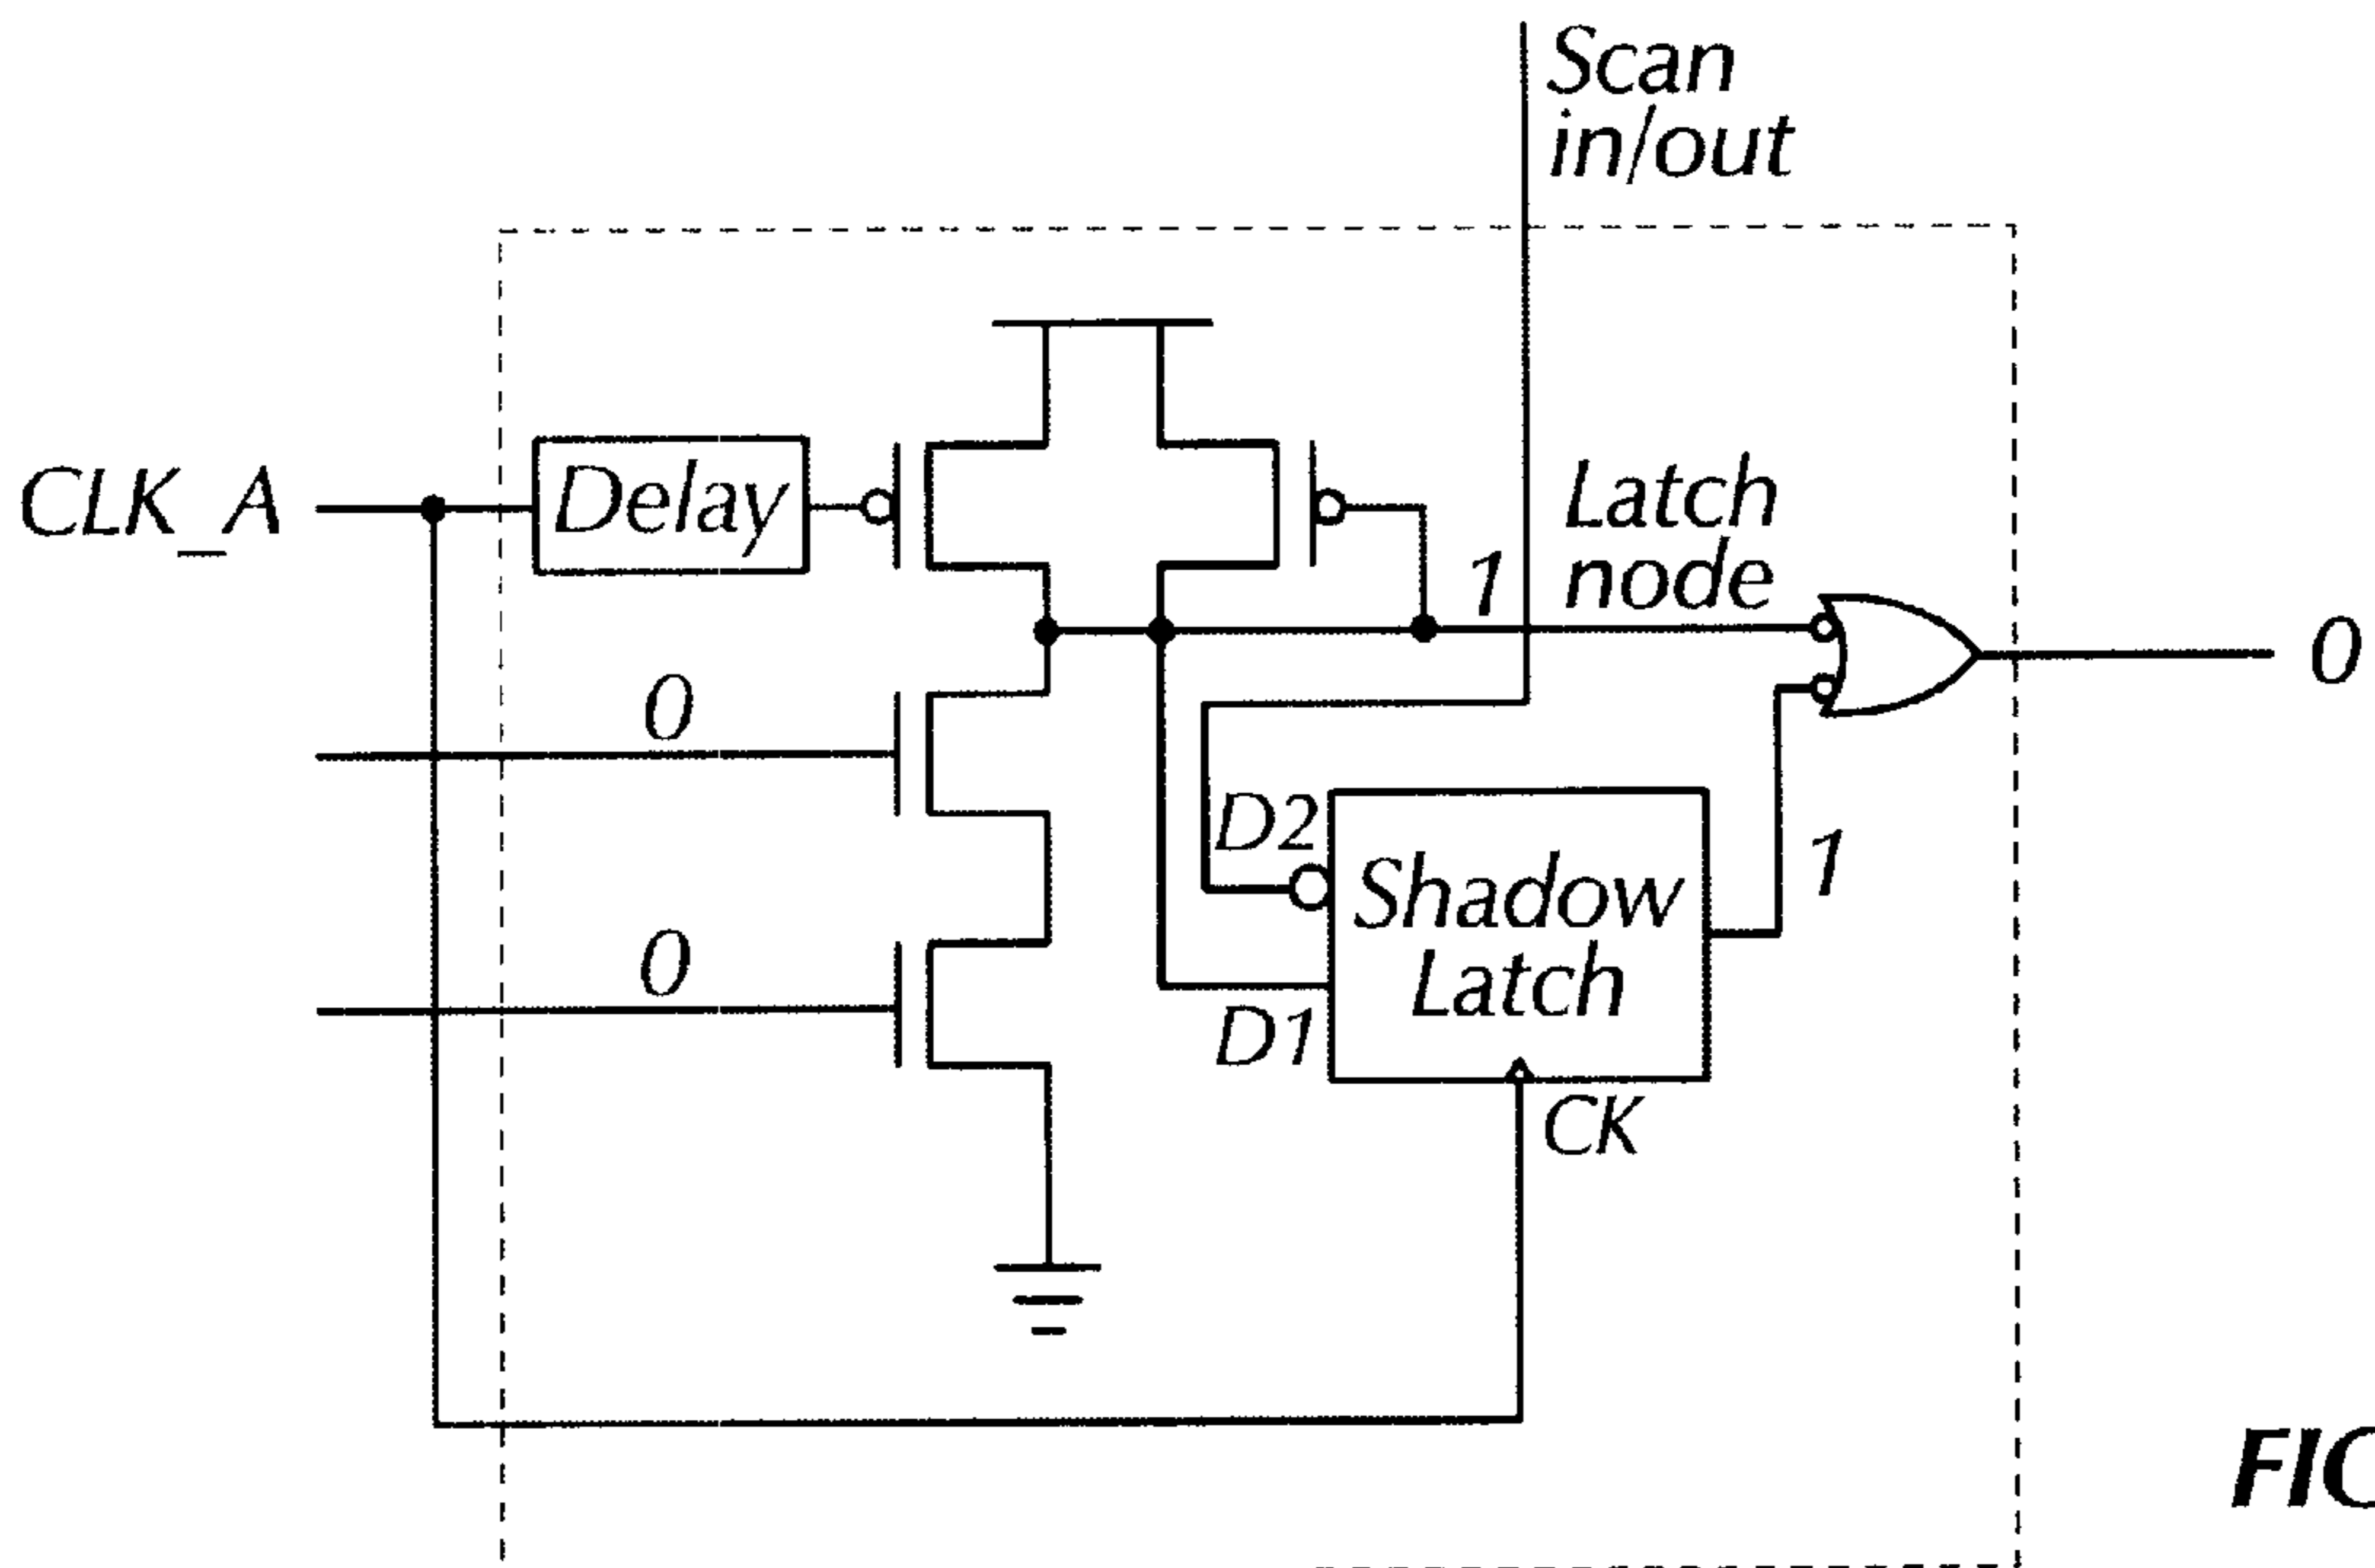 Scan
in/out
CLK_A
Delay
Latch
node
1
0
0
D2
Shadow
Latch
1
0
D1
CK